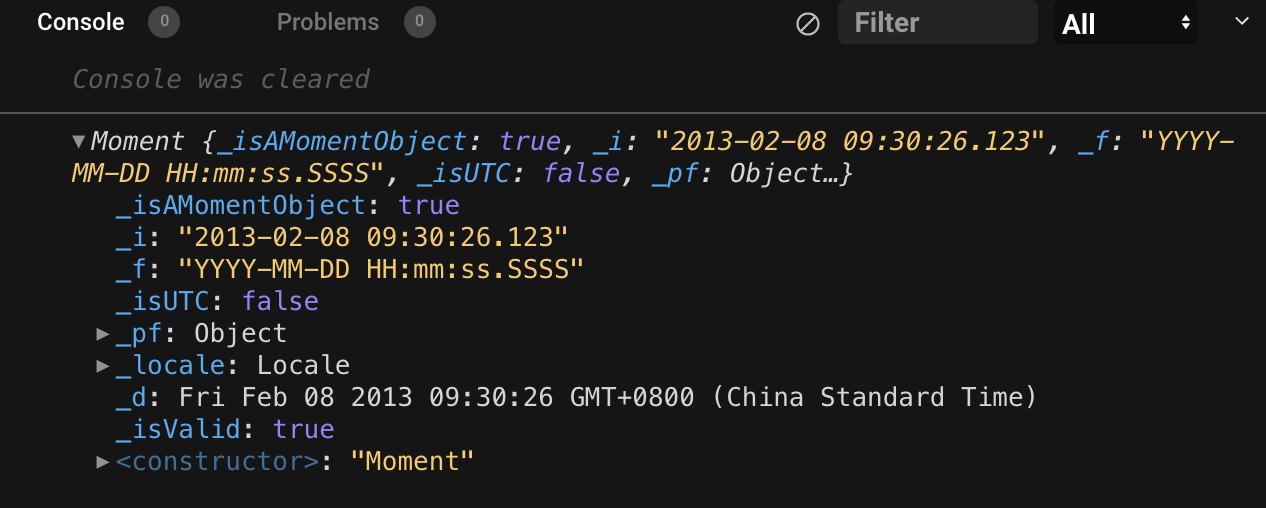 Console 0 Problems 0 Filter All
Console was cleared
▼Moment {_isAMomentObject: true, _i: "2013-02-08 09:30:26.123", _f: "YYYY-
MM-DD HH:mm:ss.SSSS", _isUTC: false, _pf: Object…}
_isAMomentObject: true
_i: "2013-02-08 09:30:26.123"
_f: "YYYY-MM-DD HH:mm:ss.SSSS"
_isUTC: false
▶_pf: Object
▶_locale: Locale
_d: Fri Feb 08 2013 09:30:26 GMT+0800 (China Standard Time)
_isValid: true
▶<constructor>: "Moment"